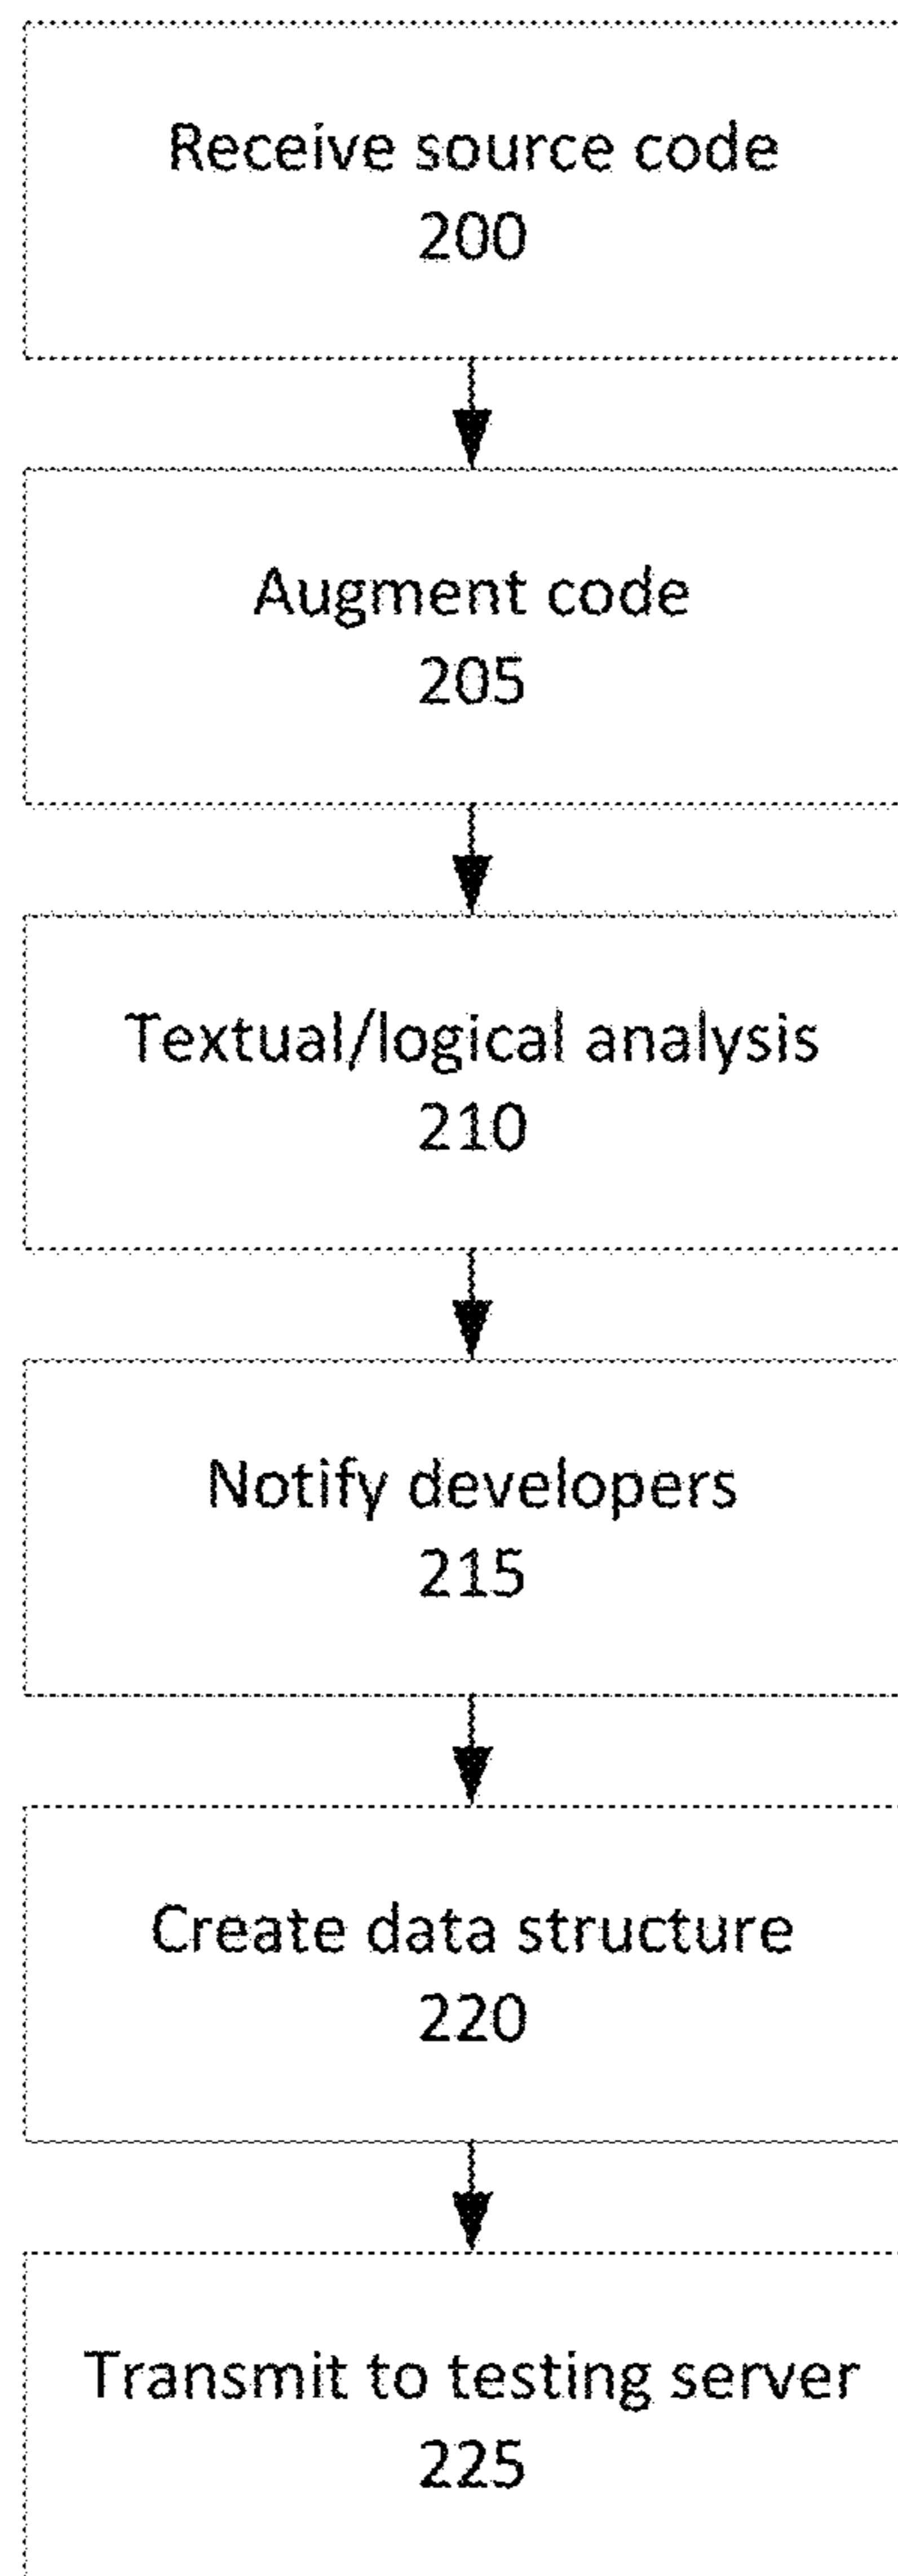 Receive source code
200
Augment code
205
Textual/logical analysis
210
Notify developers
215
Create data structure
220
Transmit to testing server
225